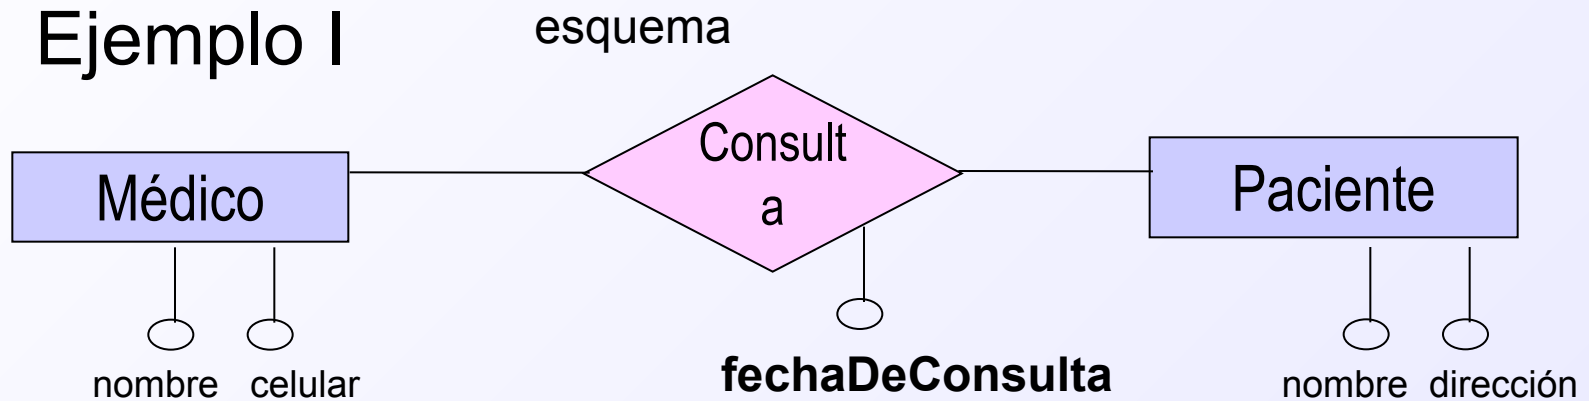 Ejemplo I
esquema
Médico
Consult
a
Paciente
nombre celular
fechaDeConsulta
nombre dirección